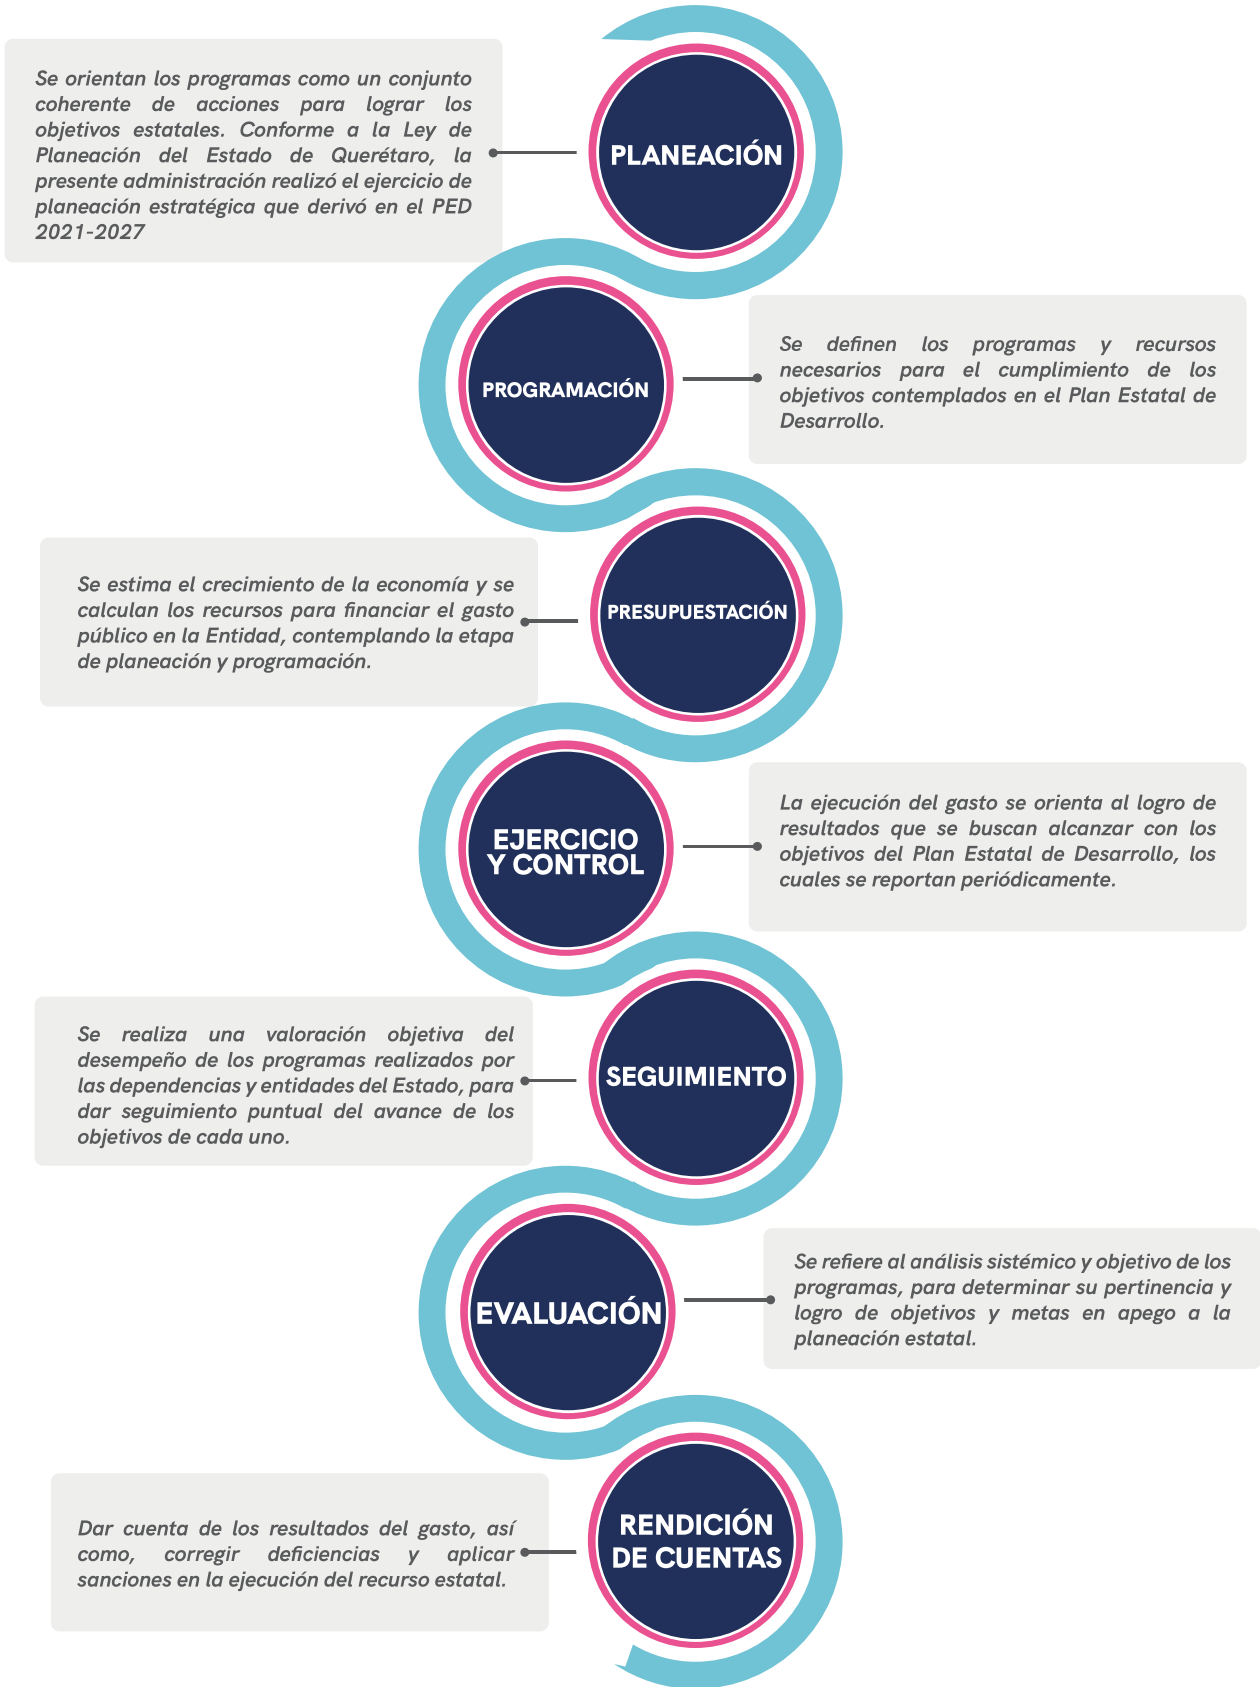 Se orientan los programas como un conjunto
coherente de acciones para lograr los
objetivos estatales. Conforme a la Ley de
Planeación del Estado de Querétaro, la
presente administración realizó el ejercicio de
planeación estratégica que derivó en el PED
2021-2027
PLANEACIÓN
PROGRAMACIÓN
Se definen los programas y recursos
necesarios para el cumplimiento de los
objetivos contemplados en el Plan Estatal de
Desarrollo.
Se estima el crecimiento de la economía y se
calculan los recursos para financiar el gasto
público en la Entidad, contemplando la etapa
de planeación y programación.
PRESUPUESTACIÓN
EJERCICIO
Y CONTROL
La ejecución del gasto se orienta al logro de
resultados que se buscan alcanzar con los
objetivos del Plan Estatal de Desarrollo, los
cuales se reportan periódicamente.
Se realiza una valoración objetiva del
desempeño de los programas realizados por
las dependencias y entidades del Estado, para
dar seguimiento puntual del avance de los
objetivos de cada uno.
SEGUIMIENTO
EVALUACIÓN
Se refiere al análisis sistémico y objetivo de los
programas, para determinar su pertinencia y
logro de objetivos y metas en apego a la
planeación estatal.
Dar cuenta de los resultados del gasto, así
como, corregir deficiencias y aplicar
sanciones en la ejecución del recurso estatal.
RENDICIÓN
DE CUENTAS